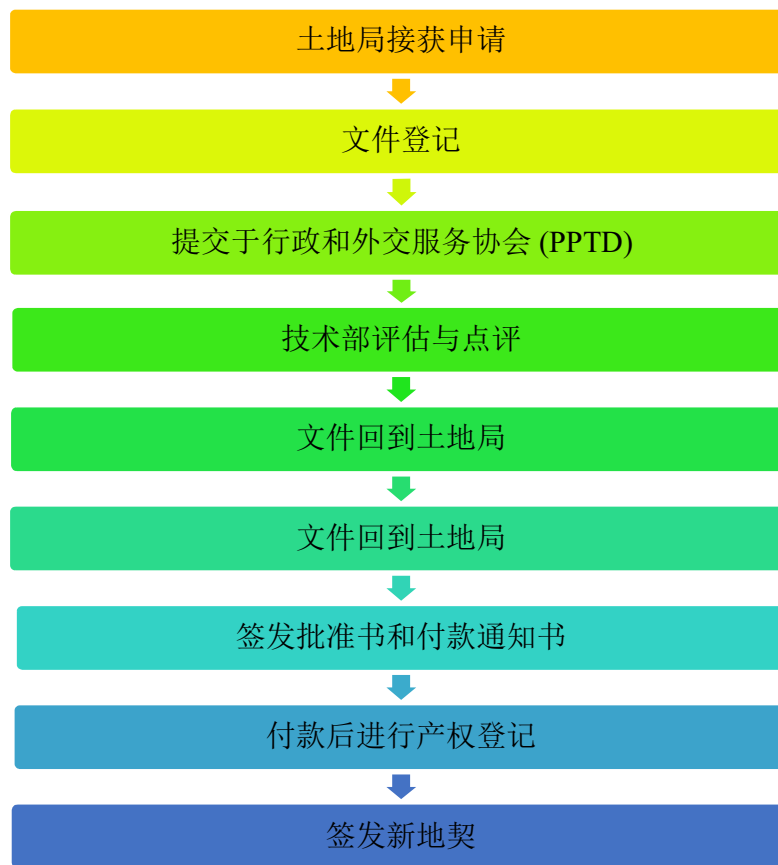 土地局接获申请
文件登记
提交于行政和外交服务协会 (PPTD)
技术部评估与点评
文件回到土地局
文件回到土地局
签发批准书和付款通知书
付款后进行产权登记
签发新地契